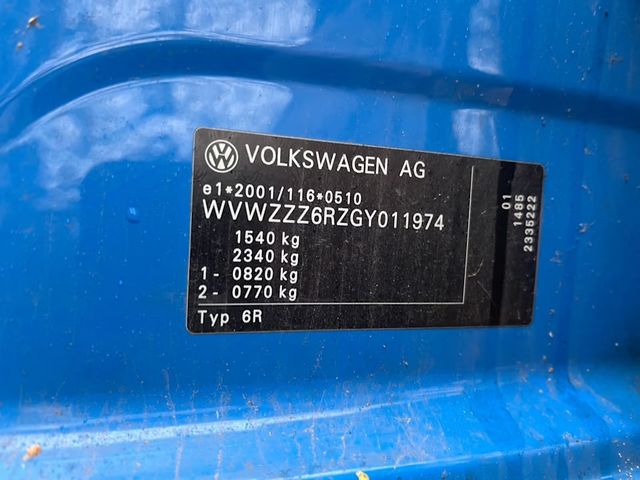 VOLKSWAGEN AG
e1*2001/116*0510
WVWZZZ6RZGY011974
1540 kg
2340 kg
1- 0820 kg
2- 0770 kg
Typ 6R
01
1485
2335222